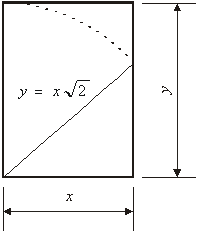 y = x√2
y
x